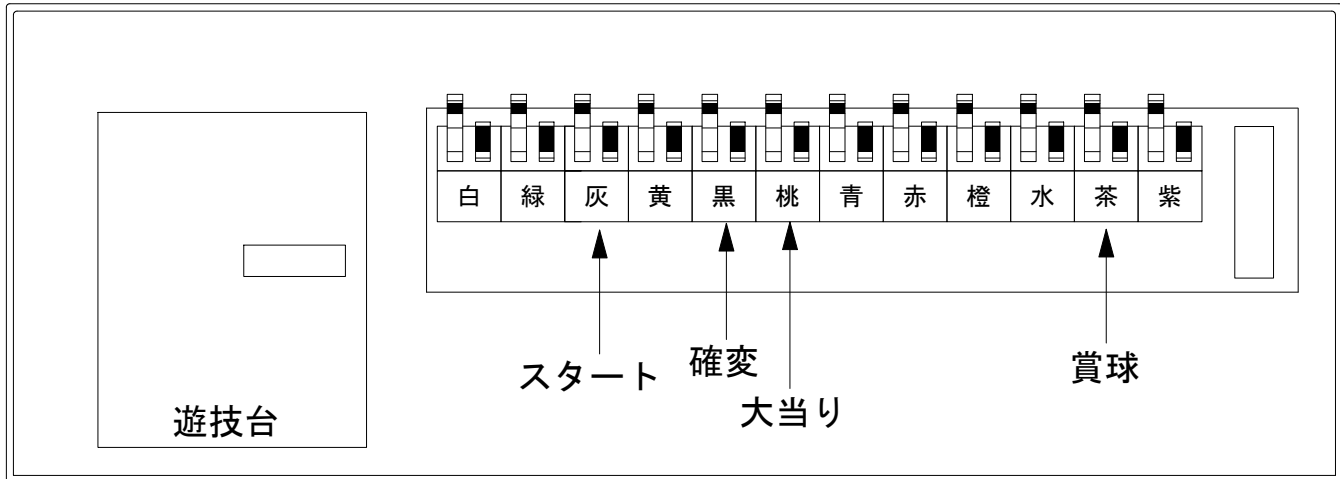 白 緑 灰 黄 黒 桃 青 赤 橙 水 茶 紫
スタート
確変
大当り
賞球
遊技台